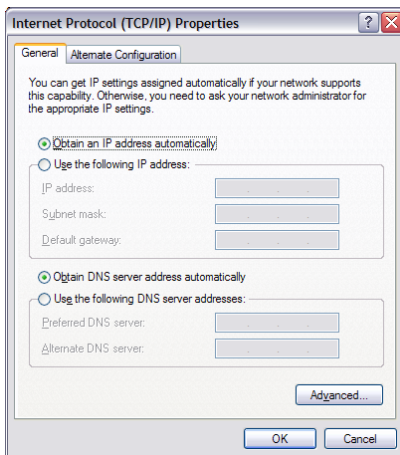 Internet Protocol (TCP/IP) Properties
General
Alternate Configuration
You can get IP settings assigned automatically if your network supports
this capability. Otherwise, you need to ask your network administrator for
the appropriate IP settings.
Obtain an IP address automatically
Use the following IP address:
IP address:
Subnet mask:
Default gateway:
Obtain DNS server address automatically
Use the following DNS server addresses:
Preferred DNS server:
Alternate DNS server:
Advanced...
OK
Cancel